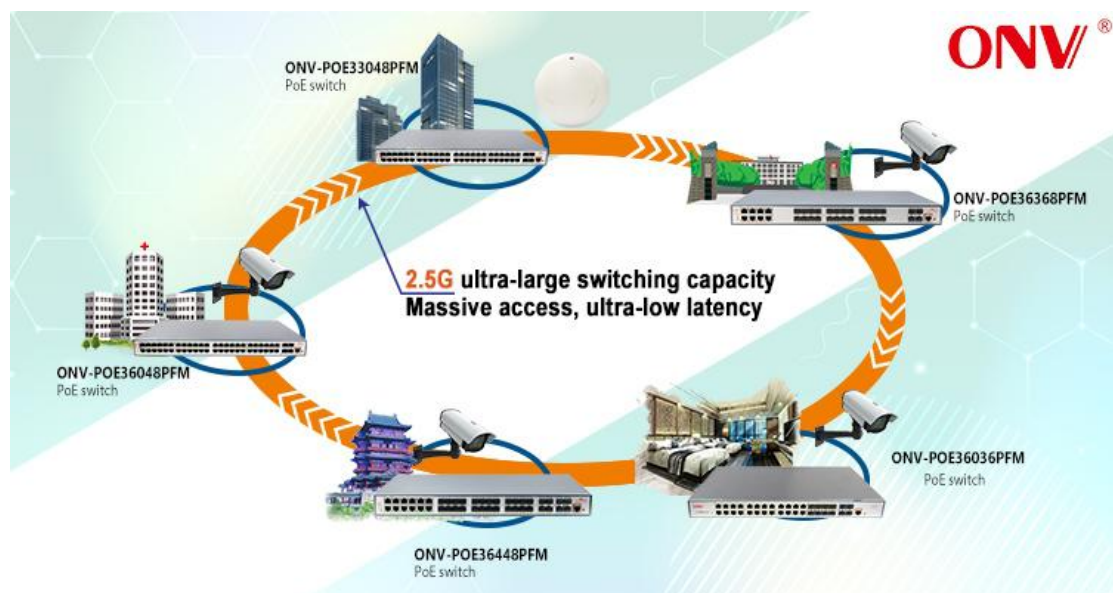 ONV®
ONV-POE33048PFM
PoE switch
ONV-POE36368PFM
PoE switch
2.5G ultra-large switching capacity
Massive access, ultra-low latency
ONV-POE36048PFM
PoE switch
ONV-POE36036PFM
PoE switch
ONV-POE36448PFM
PoE switch